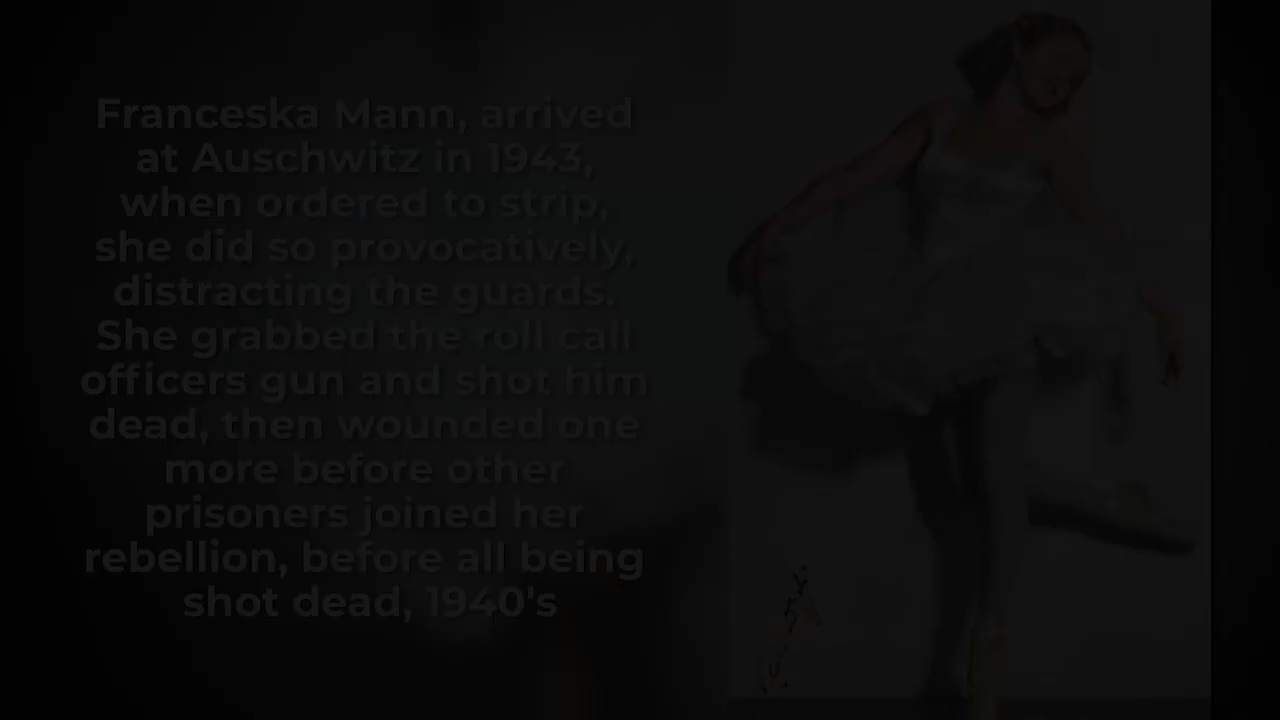 Franceska Mann, arrived
at Auschwitz in 1943,
when ordered to strip,
she did so provocatively,
distracting the guards.
She grabbed the roll call
officers gun and shot him
dead, then wounded one
more before other
prisoners joined her
rebellion, before all being
shot dead, 1940's